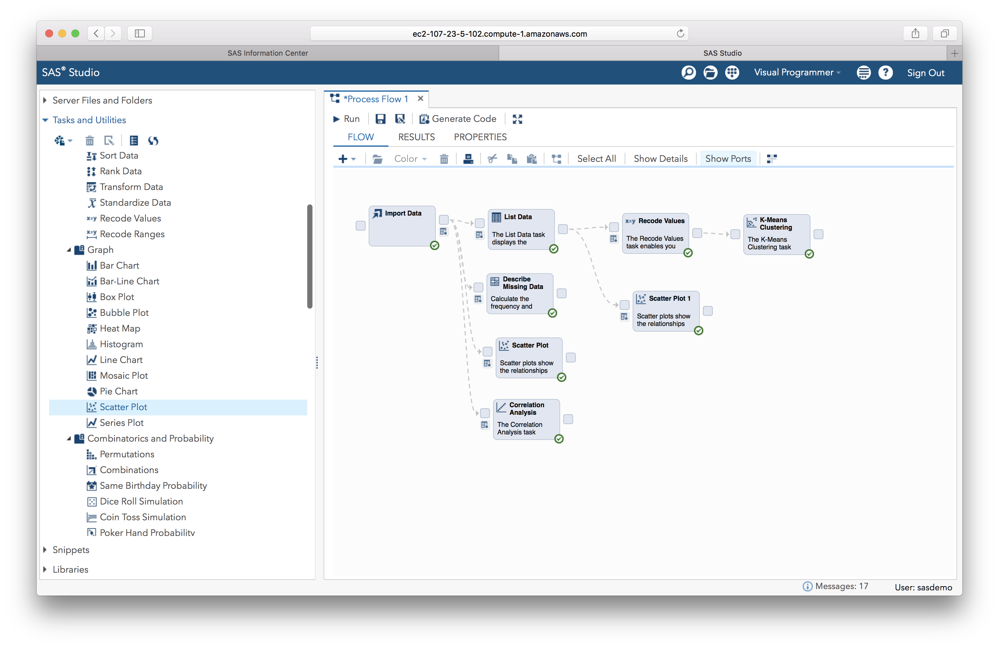 ec2-107-23-5-102.compute-1.amazonaws.com
SAS Information Center
SAS Studio
SAS® Studio
Visual Programmer
Sign Out
Server Files and Folders
Tasks and Utilities
Sort Data
Rank Data
Transform Data
Standardize Data
x=y Recode Values
x=y Recode Ranges
Graph
Bar Chart
Bar-Line Chart
Box Plot
Bubble Plot
Heat Map
Histogram
Line Chart
Mosaic Plot
Pie Chart
Scatter Plot
Series Plot
Combinatorics and Probability
Permutations
Combinations
Same Birthday Probability
Dice Roll Simulation
Coin Toss Simulation
Poker Hand Probability
Snippets
Libraries
*Process Flow 1
Run
Generate Code
FLOW RESULTS PROPERTIES
Color
Select All
Show Details
Show Ports
Import Data
List Data
The List Data task
displays the
x=y Recode Values
The Recode Values
task enables you
K-Means
Clustering
The K-Means
Clustering task
Describe
Missing Data
Calculate the
frequency and
Scatter Plot 1
Scatter plots show
the relationships
Scatter Plot
Scatter plots show
the relationships
Correlation
Analysis
The Correlation
Analysis task
Messages: 17
User: sasdemo